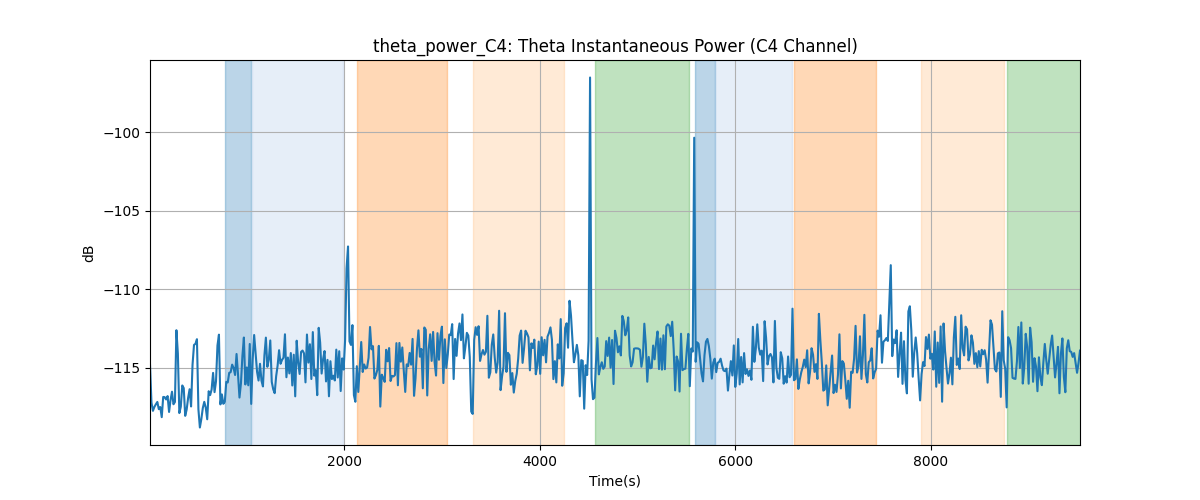 theta_power_C4: Theta Instantaneous Power (C4 Channel)
−100
−105
−110
−115
dB
2000 4000 6000 8000
Time(s)